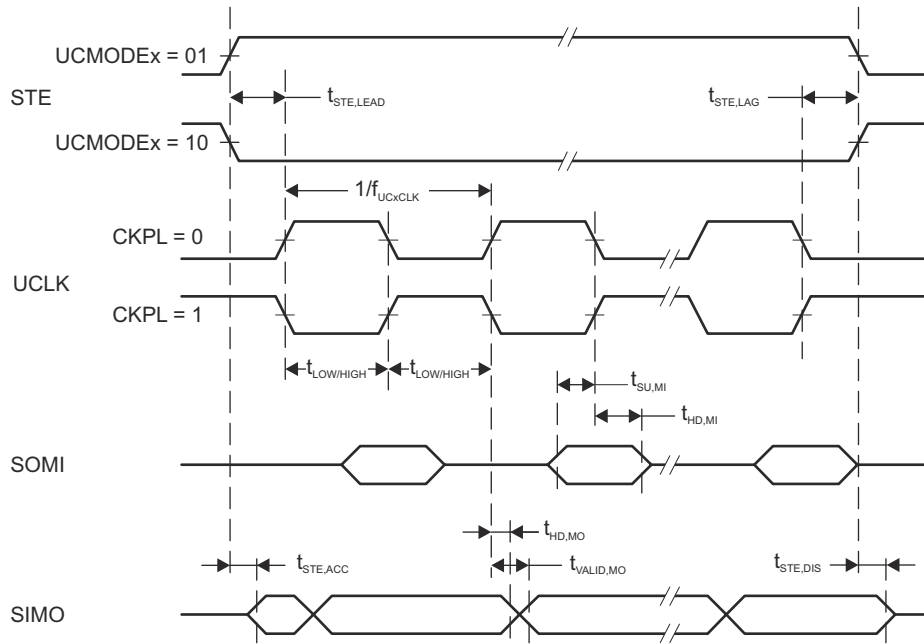 UCMODEx = 01
STE
tSTE,LEAD
tSTE,LAG
UCMODEx = 10
1/fUCxCLK
CKPL = 0
UCLK
CKPL = 1
tLOW/HIGH
tLOW/HIGH
tSU,MI
tHD,MI
SOMI
tHD,MO
tSTE,ACC
tVALID,MO
tSTE,DIS
SIMO